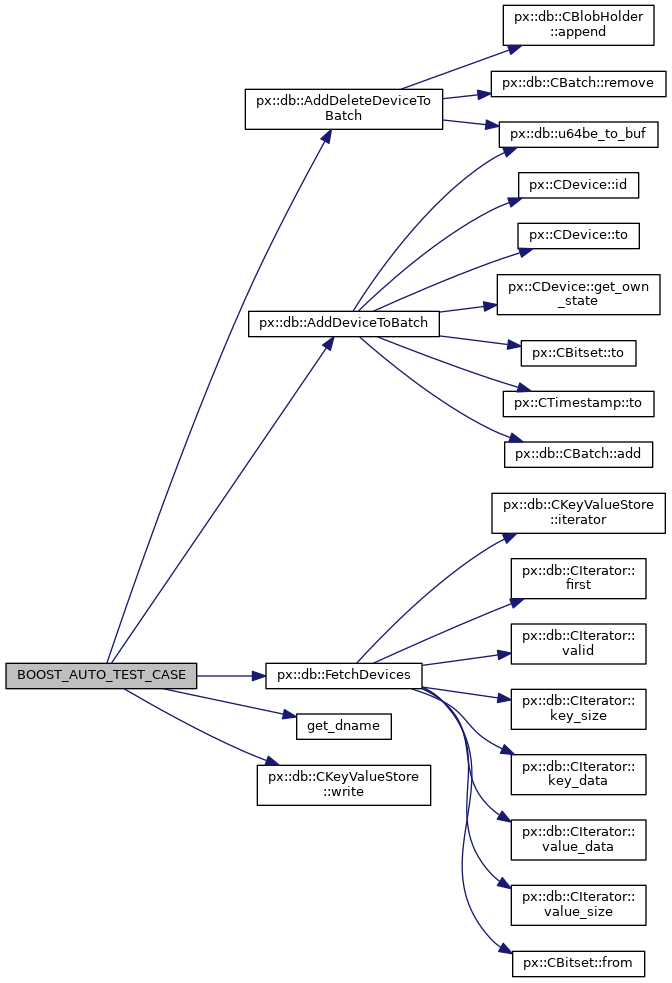 px::db::CBlobHolder
::append
px::db::AddDeleteDeviceTo
Batch
px::db::CBatch::remove
px::db::u64be_to_buf
px::CDevice::id
px::CDevice::to
px::db::AddDeviceToBatch
px::CDevice::get_own
_state
px::CBitset::to
px::CTimestamp::to
px::db::CBatch::add
px::db::CKeyValueStore
::iterator
px::db::CIterator::
first
px::db::CIterator::
valid
BOOST_AUTO_TEST_CASE
px::db::FetchDevices
px::db::CIterator::
key_size
get_dname
px::db::CKeyValueStore
::write
px::db::CIterator::
key_data
px::db::CIterator::
value_data
px::db::CIterator::
value_size
px::CBitset::from